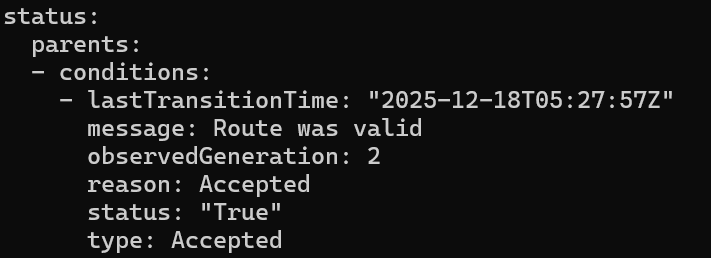 status:
  parents:
  - conditions:
    - lastTransitionTime: "2025-12-18T05:27:57Z"
      message: Route was valid
      observedGeneration: 2
      reason: Accepted
      status: "True"
      type: Accepted